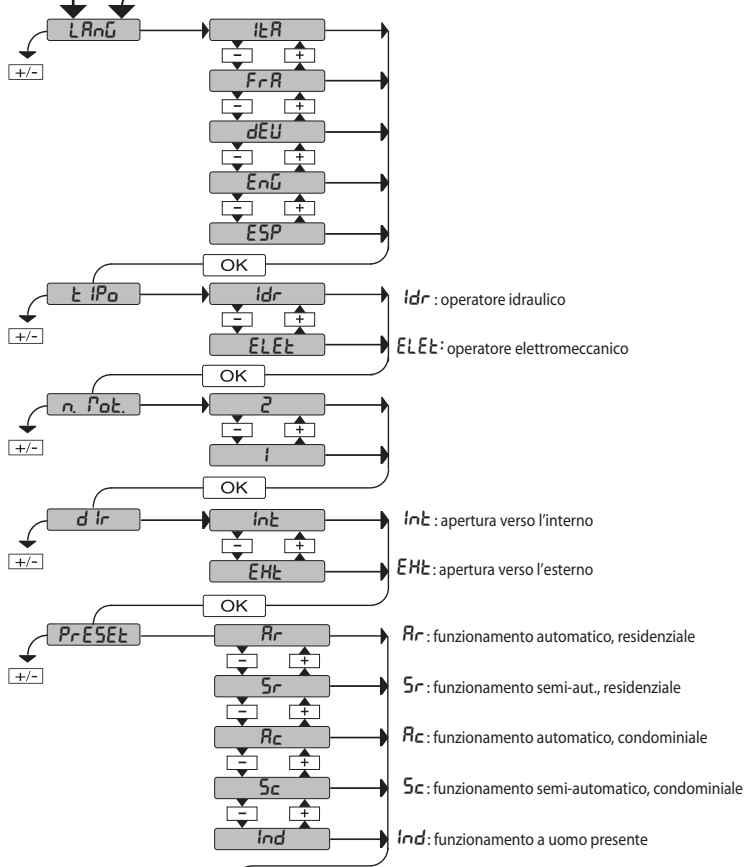 LAnG
ItA
+/-
- +
FrA
- +
dEU
- +
EnG
- +
ESP
OK
tIPo
Idr
Idr : operatore idraulico
+/-
- +
ELEt
ELEt: operatore elettromeccanico
OK
n. Mot.
2
+/-
- +
1
OK
dIr
Int
Int : apertura verso l'interno
+/-
- +
EHt
EHt: apertura verso l'esterno
OK
PrESEt
Ar
Ar : funzionamento automatico, residenziale
+/-
- +
Sr
Sr : funzionamento semi-aut., residenziale
- +
Ac
Ac : funzionamento automatico, condominiale
- +
Sc
Sc : funzionamento semi-automatico, condominiale
- +
Ind
Ind: funzionamento a uomo presente